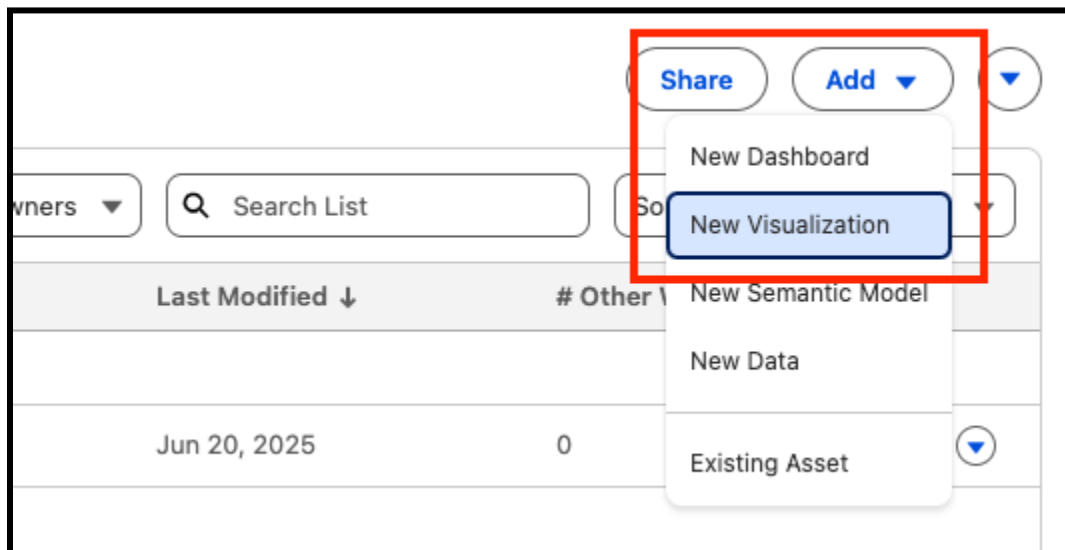 Share
Add
New Dashboard
wners
Search List
So
New Visualization
Last Modified ↓
# Other
New Semantic Model
New Data
Jun 20, 2025
0
Existing Asset